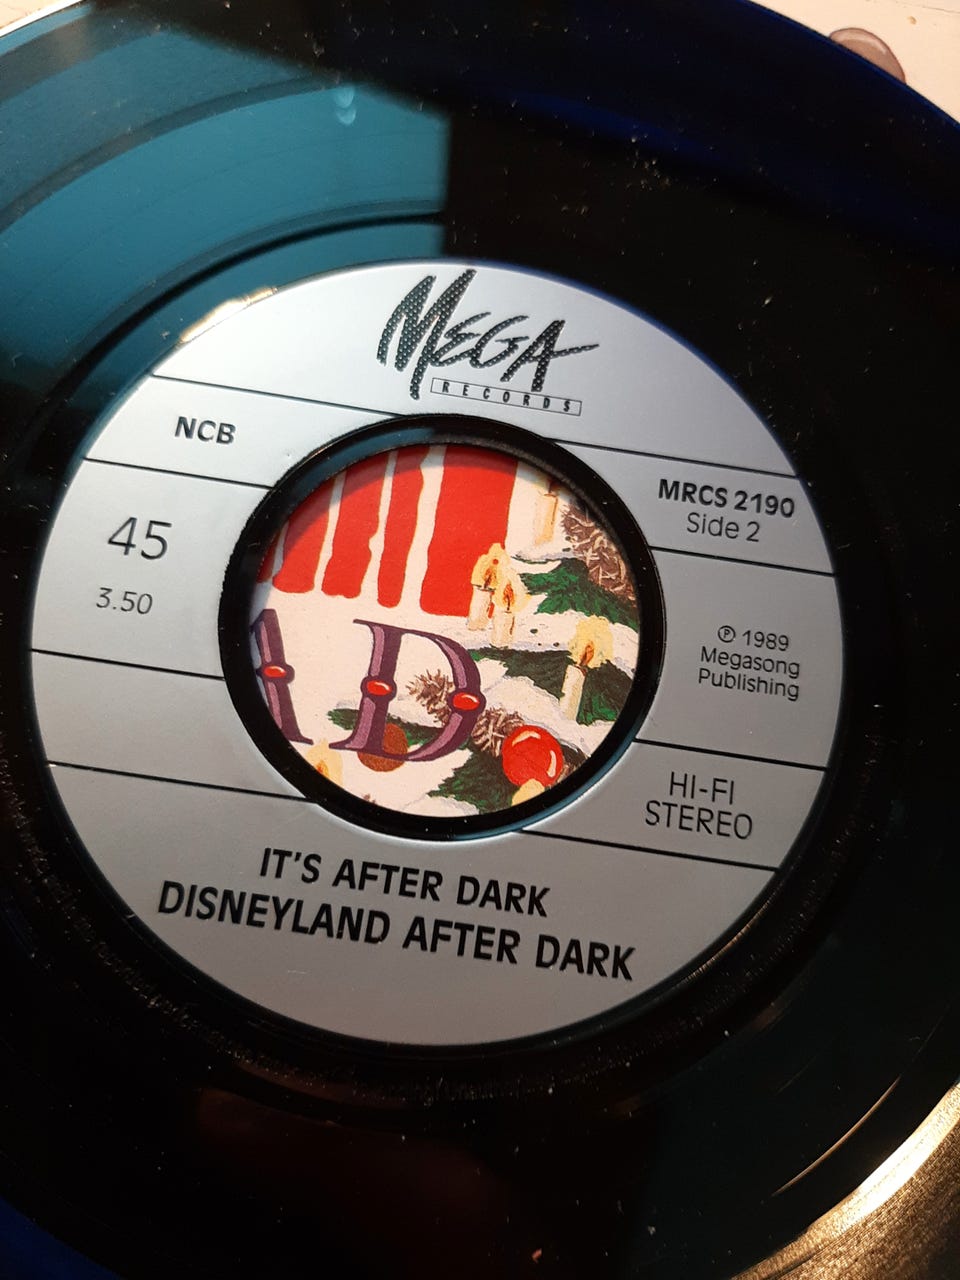 MEGA
RECORDS
NCB
45
3.50
MRCS 2190
Side 2
℗ 1989
Megasong
Publishing
HI-FI
STEREO
AD
IT'S AFTER DARK
DISNEYLAND AFTER DARK